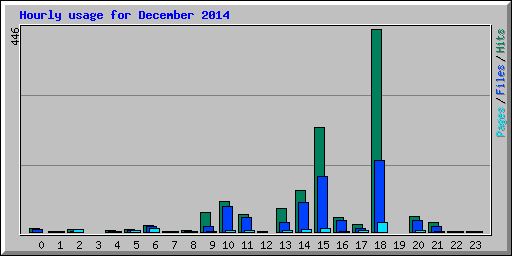 Hourly usage for December 2014
446
Pages/Files/Hits
0 1 2 3 4 5 6 7 8 9 10 11 12 13 14 15 16 17 18 19 20 21 22 23